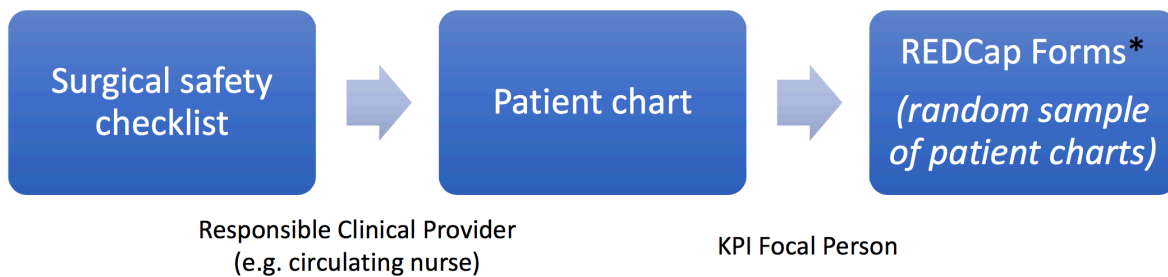 Surgical safety
checklist
Patient chart
REDCap Forms*
(random sample
of patient charts)
Responsible Clinical Provider
(e.g. circulating nurse)
KPI Focal Person